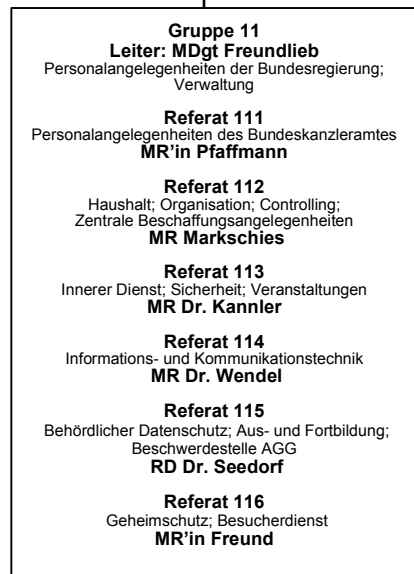 Gruppe 11
Leiter: MDgt Freundlieb
Personalangelegenheiten der Bundesregierung;
Verwaltung
Referat 111
Personalangelegenheiten des Bundeskanzleramtes
MR’in Pfaffmann
Referat 112
Haushalt; Organisation; Controlling;
Zentrale Beschaffungsangelegenheiten
MR Markschies
Referat 113
Innerer Dienst; Sicherheit; Veranstaltungen
MR Dr. Kannler
Referat 114
Informations- und Kommunikationstechnik
MR Dr. Wendel
Referat 115
Behördlicher Datenschutz; Aus- und Fortbildung;
Beschwerdestelle AGG
RD Dr. Seedorf
Referat 116
Geheimschutz; Besucherdienst
MR’in Freund